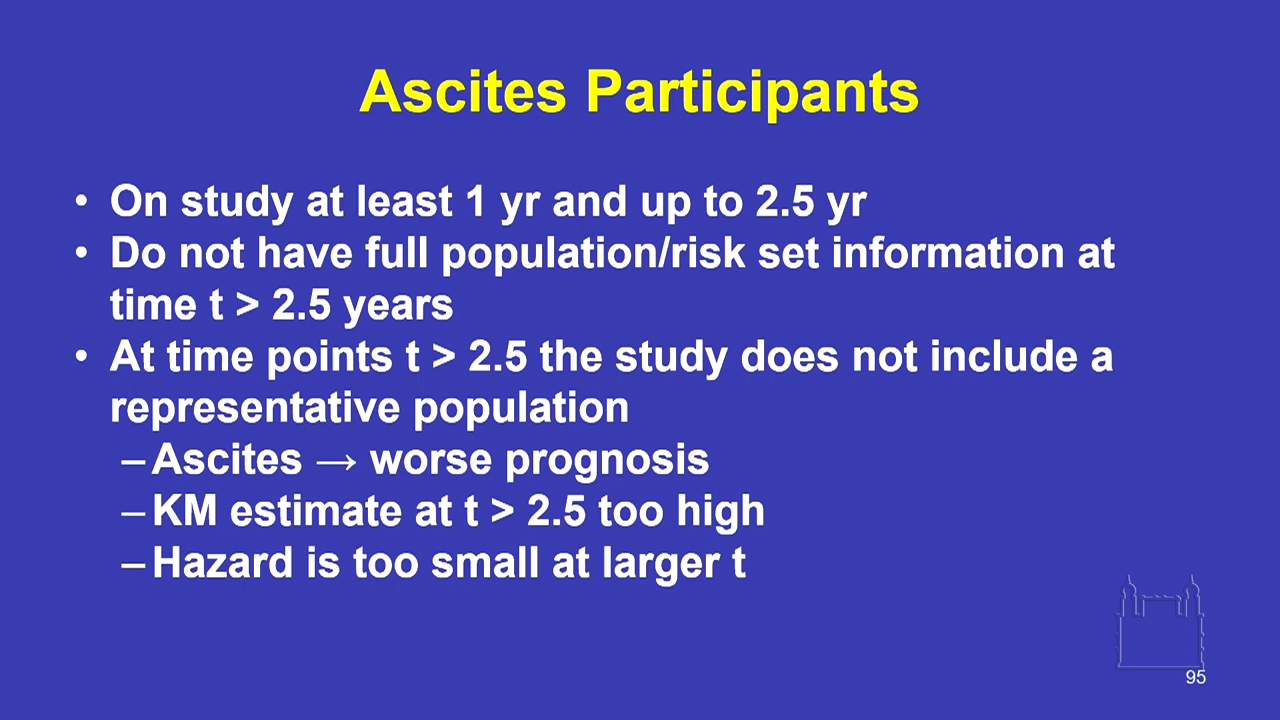 Ascites Participants
• On study at least 1 yr and up to 2.5 yr
• Do not have full population/risk set information at
time t > 2.5 years
• At time points t > 2.5 the study does not include a
representative population
– Ascites → worse prognosis
– KM estimate at t > 2.5 too high
– Hazard is too small at larger t
95